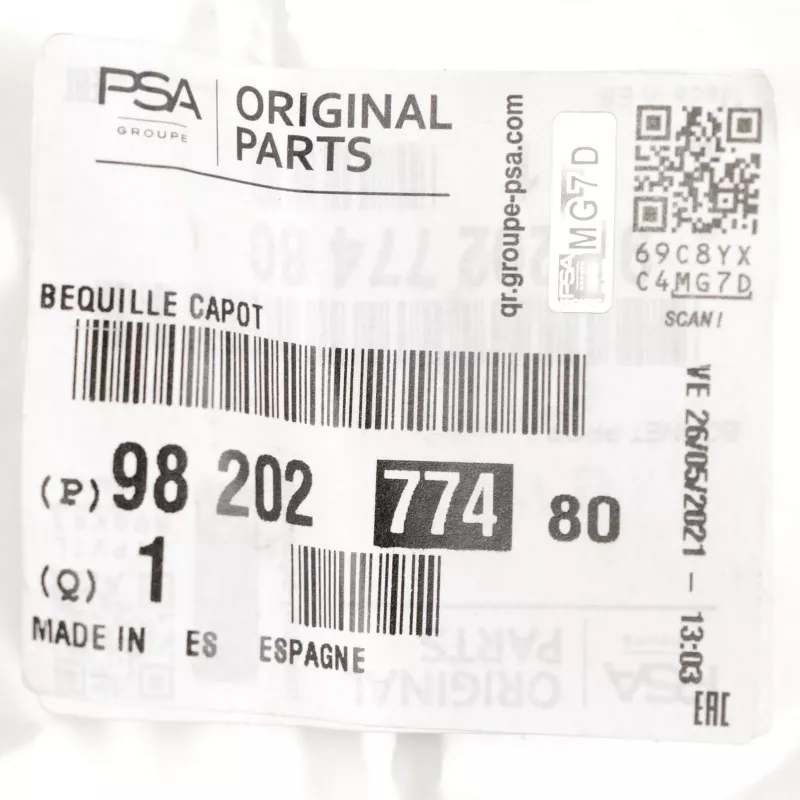 PSA
GROUPE
ORIGINAL
PARTS
qr.groupe-psa.com
PSA
MG7D
69C8YX
C4MG7D
SCAN!
BEQUILLE CAPOT
(P) 98 202 774 80
(Q) 1
MADE IN ES ESPAGNE
VE 26/05/2021 - 13:03
EAC